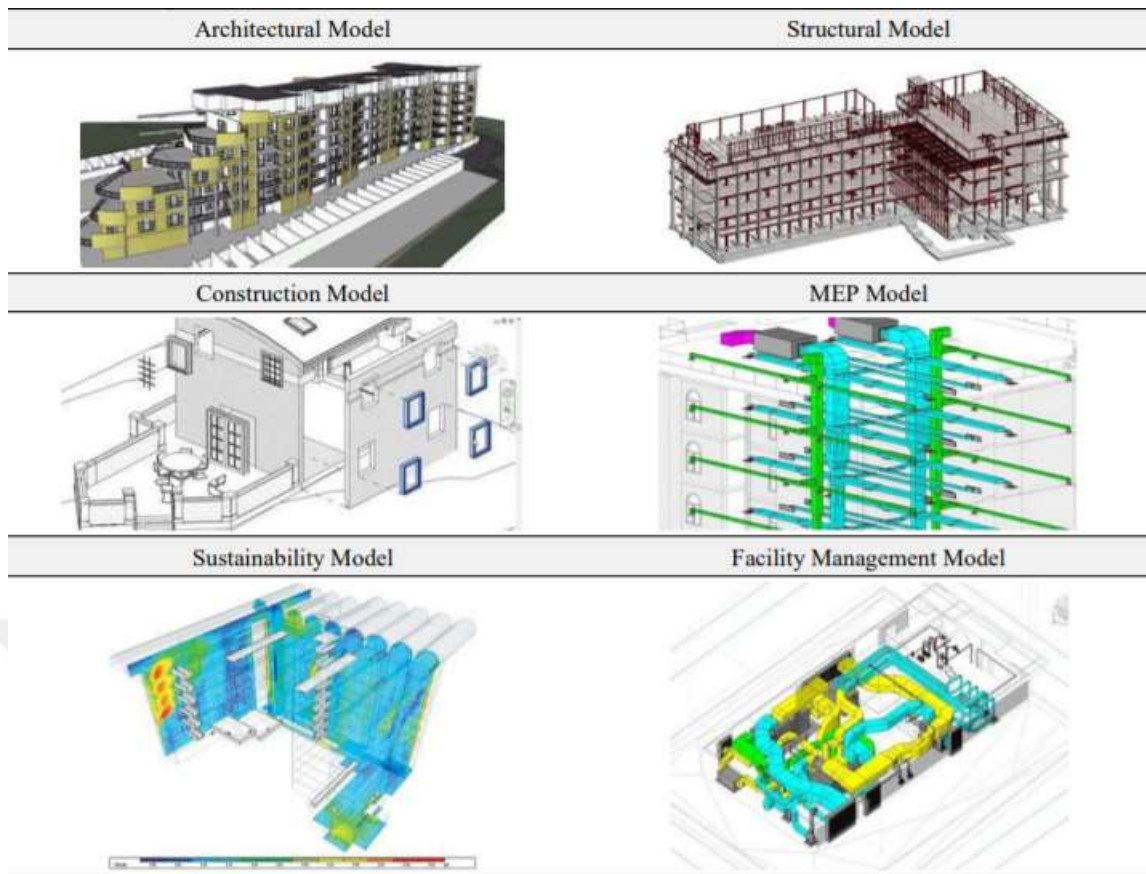 Architectural Model
Structural Model
Construction Model
MEP Model
Sustainability Model
Facility Management Model